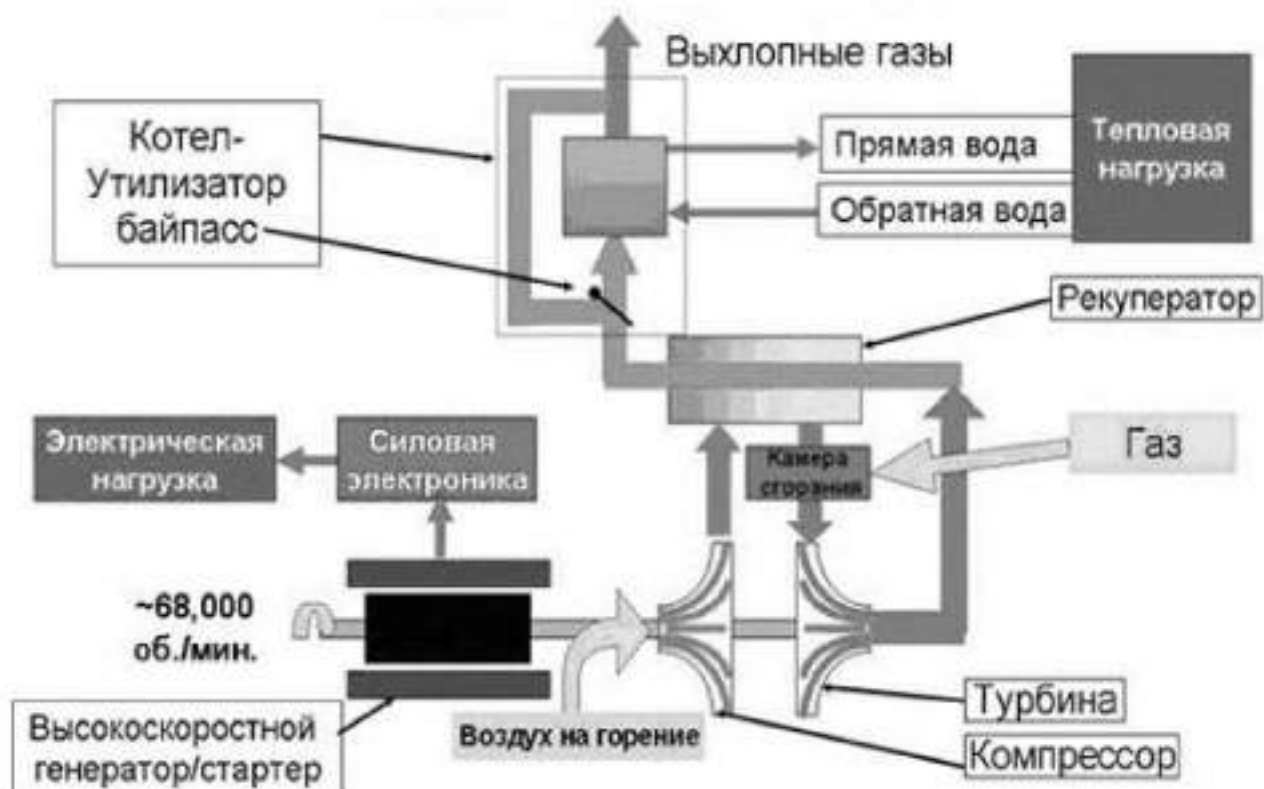 Выхлопные газы
Котел-
Утилизатор
байпасс
Прямая вода
Обратная вода
Тепловая
нагрузка
Рекуператор
Электрическая
нагрузка
Силовая
электроника
Камера
сгорания
Газ
~68,000
об./мин.
Высокоскоростной
генератор/стартер
Воздух на горение
Турбина
Компрессор